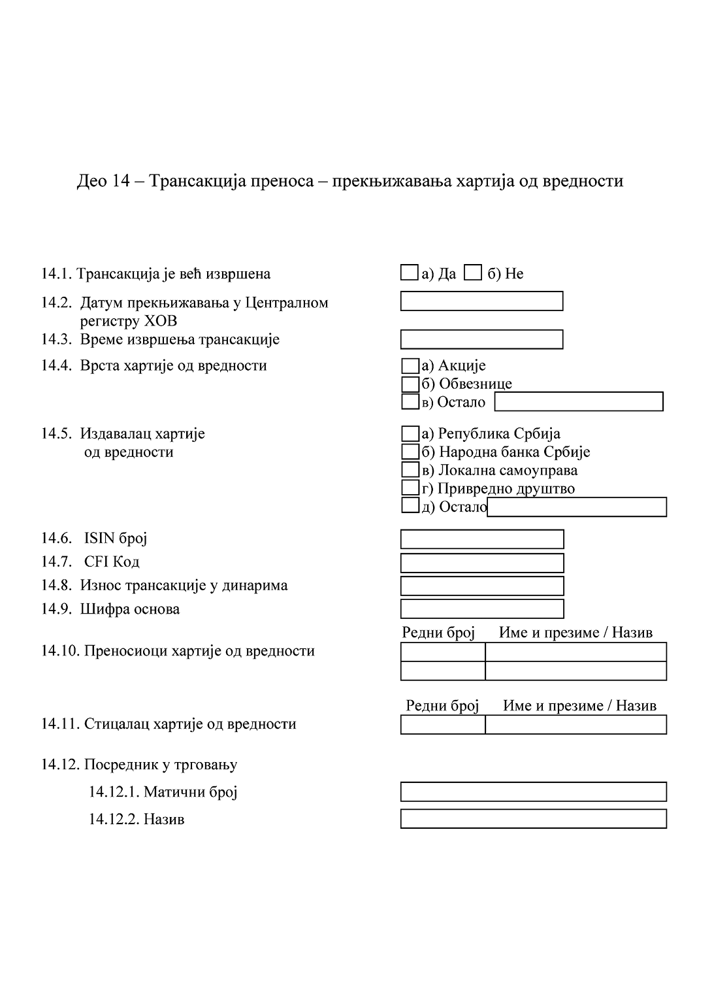 Део 14 – Трансакција преноса – прекњижавања хартија од вредности
14.1. Трансакција је већ извршена а) Да б) Не
14.2. Датум прекњижавања у Централном
регистру ХОВ
14.3. Време извршења трансакције
14.4. Врста хартије од вредности а) Акције
б) Обвезнице
в) Остало
14.5. Издавалац хартије а) Република Србија
од вредности б) Народна банка Србије
в) Локална самоуправа
г) Привредно друштво
д) Остало
14.6. ISIN број
14.7. CFI Код
14.8. Износ трансакције у динарима
14.9. Шифра основа
Редни број Име и презиме / Назив
14.10. Преносиоци хартије од вредности
Редни број Име и презиме / Назив
14.11. Стицалац хартије од вредности
14.12. Посредник у трговању
14.12.1. Матични број
14.12.2. Назив